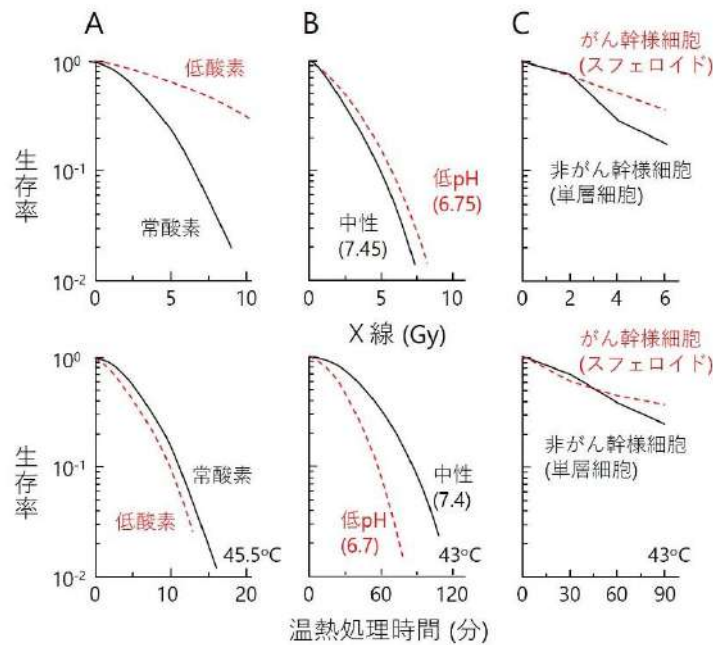 A
B
C
生存率
10⁰
10⁻¹
10⁻²
低酸素
常酸素
0
5
10
中性
(7.45)
低pH
(6.75)
0
5
10
がん幹様細胞
(スフェロイド)
非がん幹様細胞
(単層細胞)
0
2
4
6
X線 (Gy)
生存率
10⁰
10⁻¹
10⁻²
常酸素
低酸素
45.5℃
0
10
20
中性
(7.4)
低pH
(6.7)
43℃
0
60
120
がん幹様細胞
(スフェロイド)
非がん幹様細胞
(単層細胞)
43℃
0
30
60
90
温熱処理時間 (分)